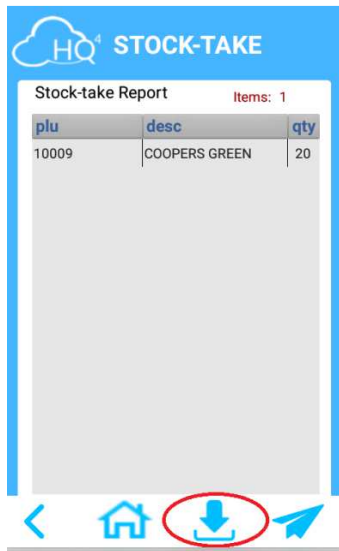 HQ4 STOCK-TAKE
Stock-take Report Items: 1
plu desc qty
10009 COOPERS GREEN 20